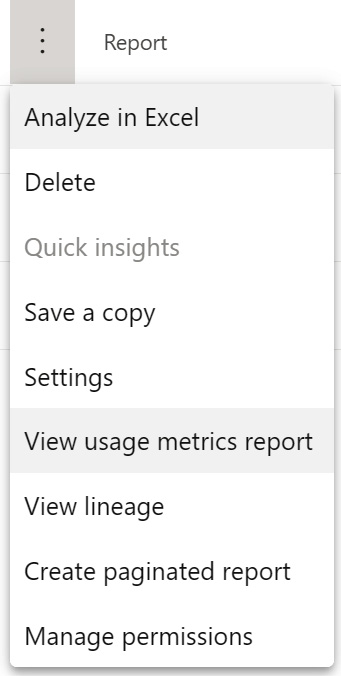 Report
Analyze in Excel
Delete
Quick insights
Save a copy
Settings
View usage metrics report
View lineage
Create paginated report
Manage permissions